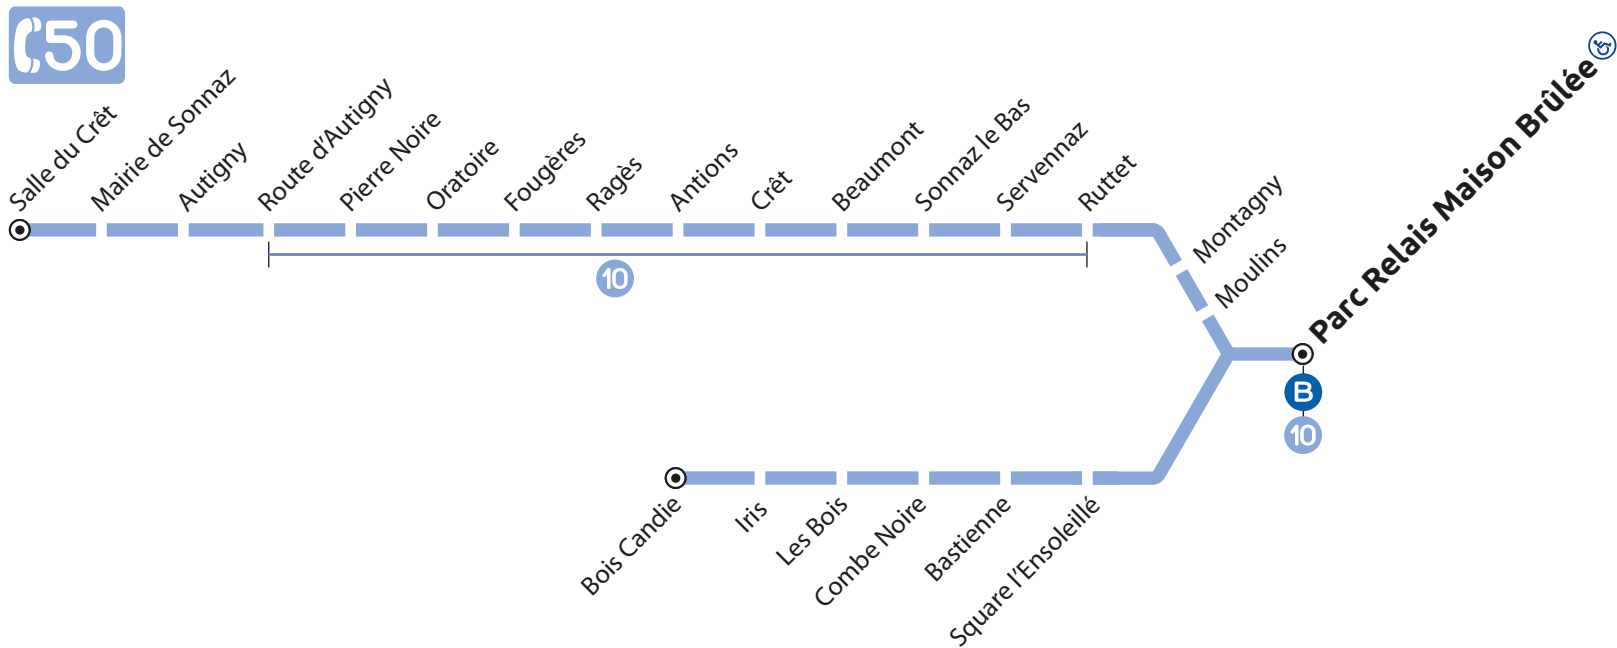 50
Salle du Crêt
Mairie de Sonnaz
Autigny
Route d'Autigny
Pierre Noire
Oratoire
Fougères
Ragès
Antions
Crêt
Beaumont
Sonnaz le Bas
Servennaz
Ruttet
Montagny
Moulins
Parc Relais Maison Brûlée
10
B
10
Bois Candie
Iris
Les Bois
Combe Noire
Bastienne
Square l'Ensoleillé